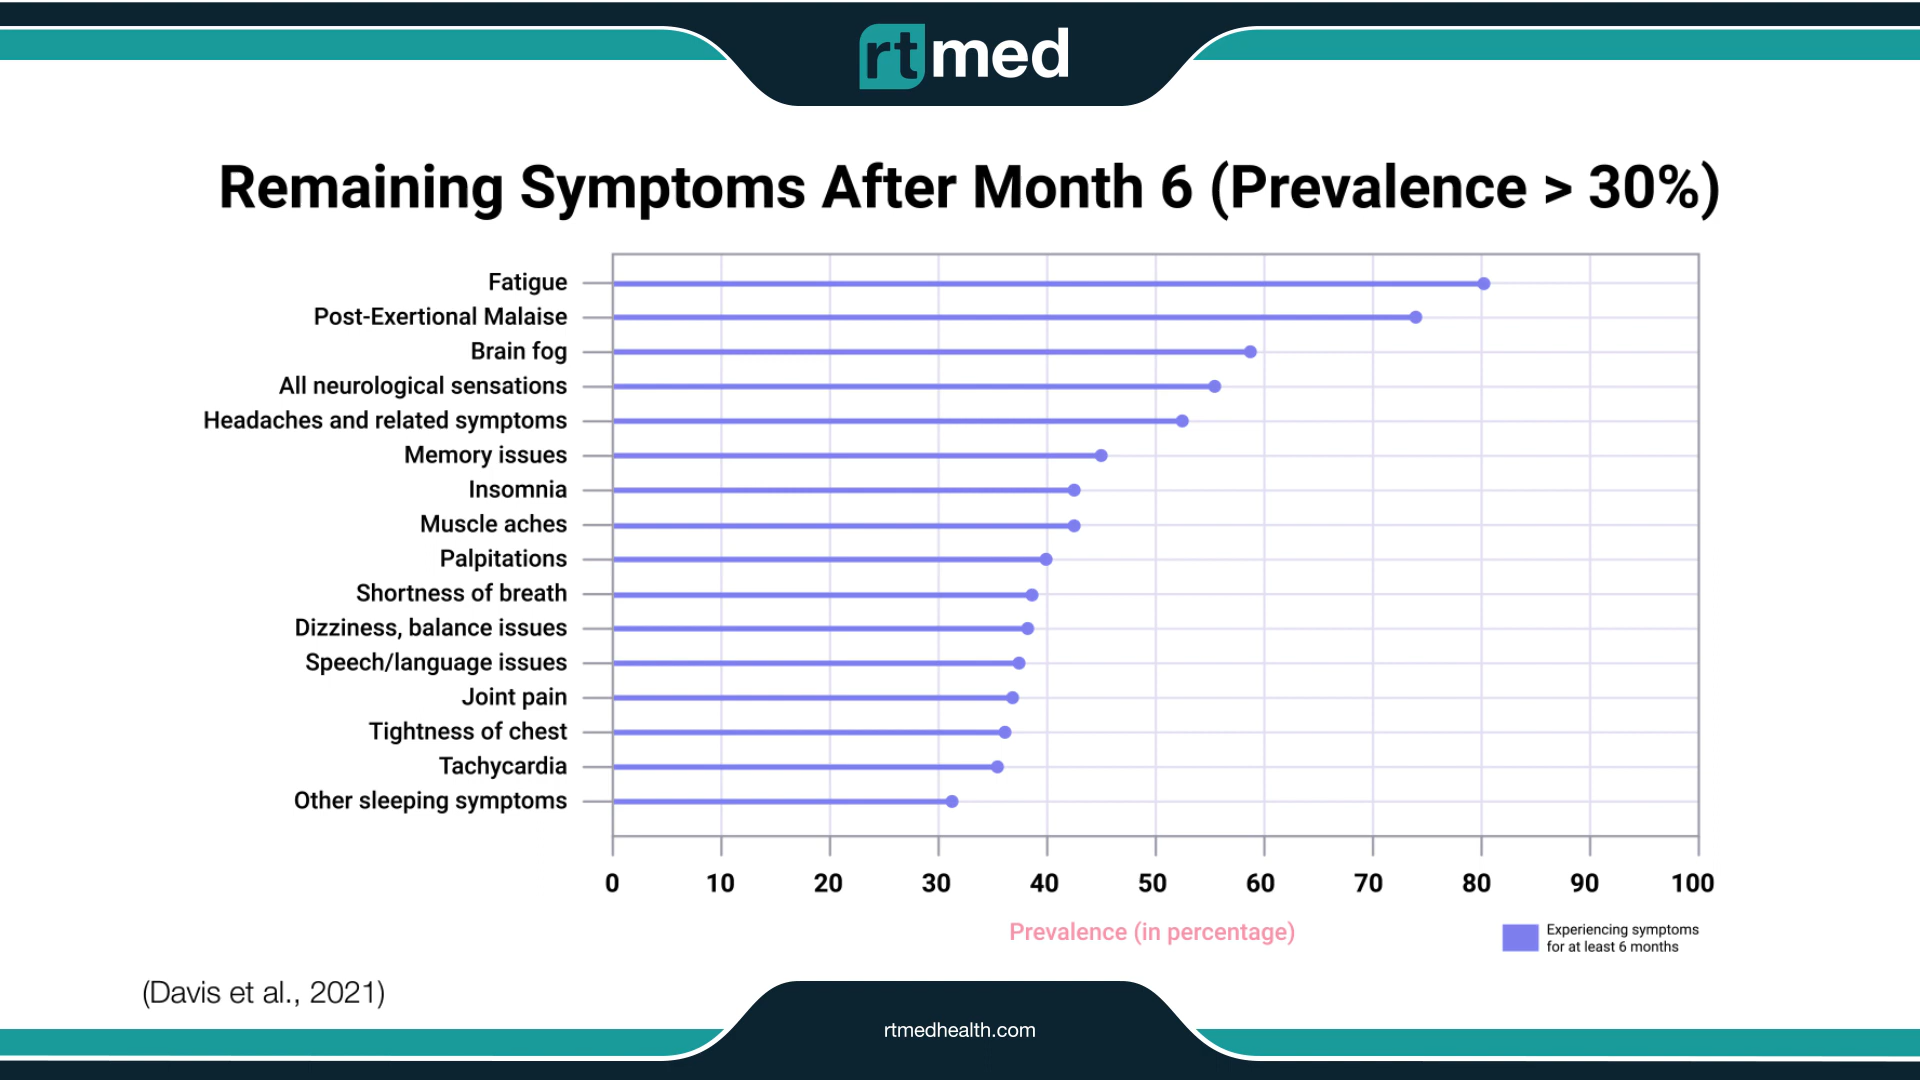 rtmed
Remaining Symptoms After Month 6 (Prevalence > 30%)
Fatigue
Post-Exertional Malaise
Brain fog
All neurological sensations
Headaches and related symptoms
Memory issues
Insomnia
Muscle aches
Palpitations
Shortness of breath
Dizziness, balance issues
Speech/language issues
Joint pain
Tightness of chest
Tachycardia
Other sleeping symptoms
0 10 20 30 40 50 60 70 80 90 100
Prevalence (in percentage)
Experiencing symptoms
for at least 6 months
(Davis et al., 2021)
rtmedhealth.com